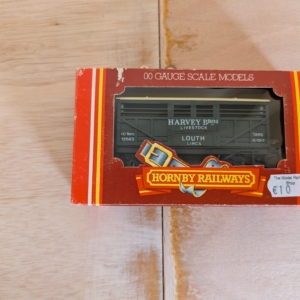 00 GAUGE SCALE MODELS
HARVEY BROS
LIVESTOCK
LOUTH
LINCS
HORNBY RAILWAYS
£10